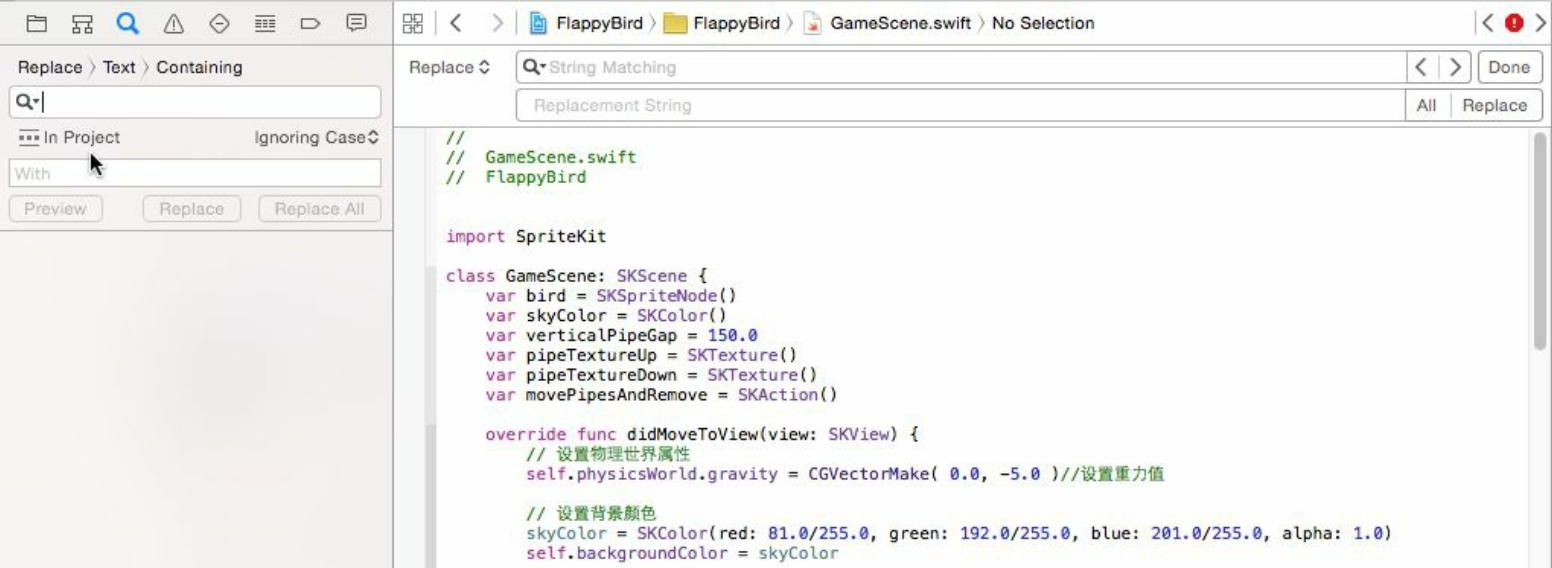 FlappyBird 〉 FlappyBird 〉 GameScene.swift 〉 No Selection
Replace 〉 Text 〉 Containing
In Project Ignoring Case
With
Preview Replace Replace All
Replace String Matching Done
Replacement String All Replace
//
//  GameScene.swift
//  FlappyBird
import SpriteKit
class GameScene: SKScene {
    var bird = SKSpriteNode()
    var skyColor = SKColor()
    var verticalPipeGap = 150.0
    var pipeTextureUp = SKTexture()
    var pipeTextureDown = SKTexture()
    var movePipesAndRemove = SKAction()
    override func didMoveToView(view: SKView) {
        // 设置物理世界属性
        self.physicsWorld.gravity = CGVectorMake( 0.0, -5.0 )//设置重力值
        // 设置背景颜色
        skyColor = SKColor(red: 81.0/255.0, green: 192.0/255.0, blue: 201.0/255.0, alpha: 1.0)
        self.backgroundColor = skyColor